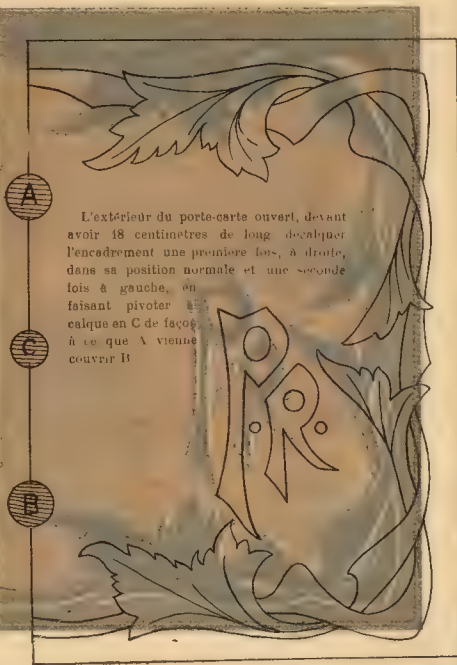 A
L'extérieur du porte-carte ouvert, devant
avoir 18 centimètres de long décalquer
l'encadrement une première fois, à droite,
dans sa position normale et une seconde
fois à gauche, en
faisant pivoter le
calque en C de façon
à ce que A vienne
couvrir B
C
P. R.
B